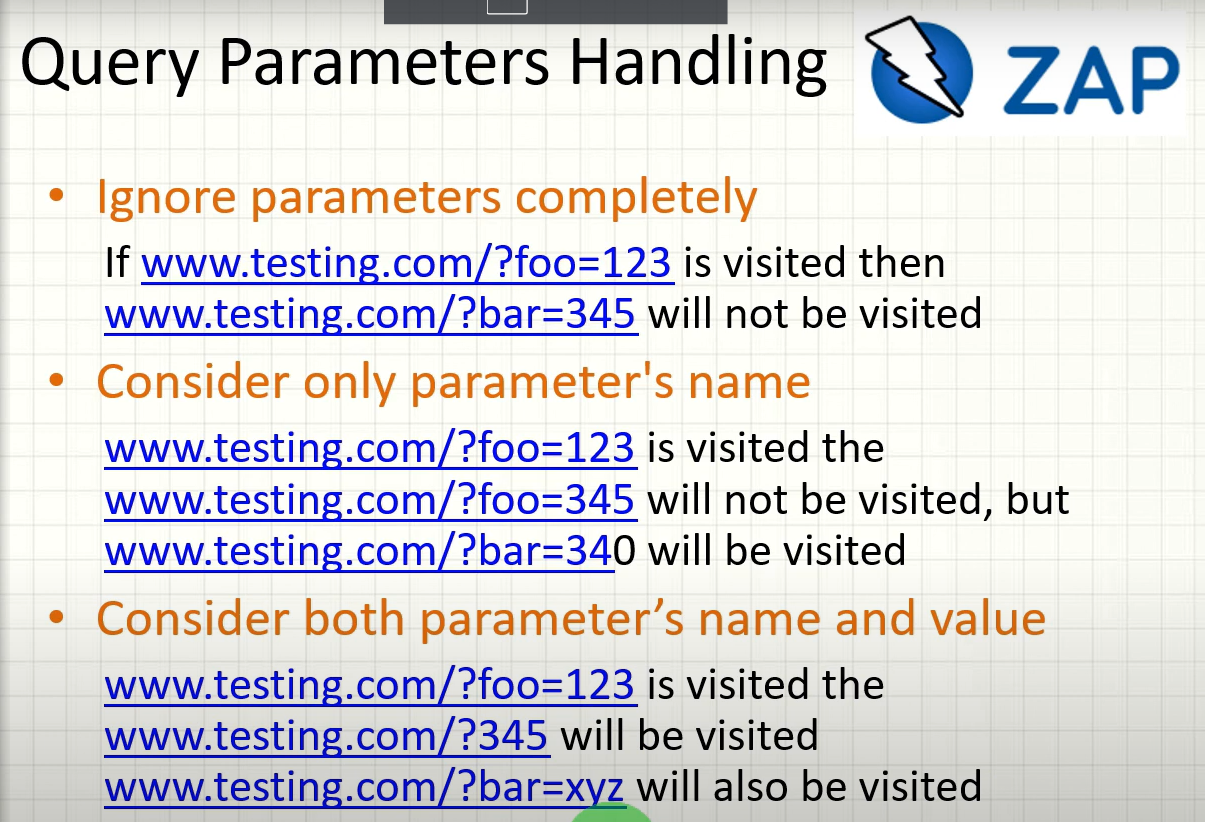 Query Parameters Handling
ZAP
• Ignore parameters completely
If www.testing.com/?foo=123 is visited then
www.testing.com/?bar=345 will not be visited
• Consider only parameter's name
www.testing.com/?foo=123 is visited the
www.testing.com/?foo=345 will not be visited, but
www.testing.com/?bar=340 will be visited
• Consider both parameter’s name and value
www.testing.com/?foo=123 is visited the
www.testing.com/?345 will be visited
www.testing.com/?bar=xyz will also be visited